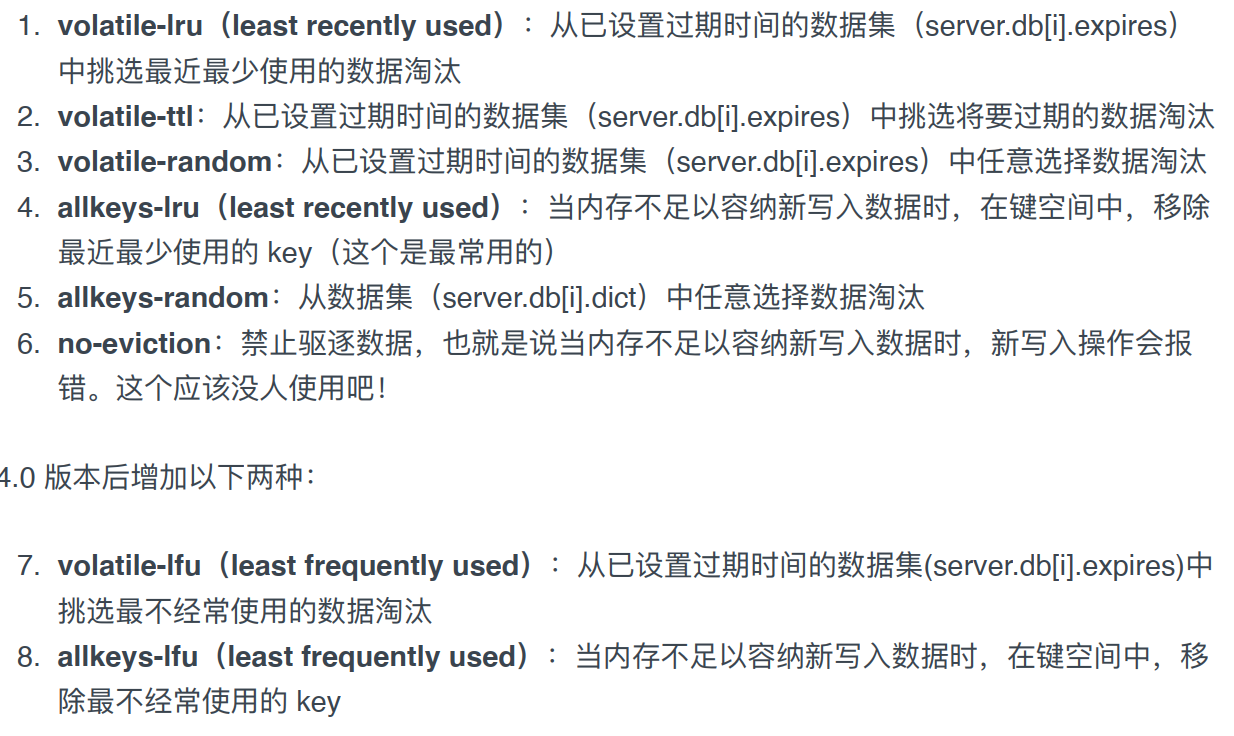 1. volatile-lru（least recently used）：从已设置过期时间的数据集（server.db[i].expires）
中挑选最近最少使用的数据淘汰
2. volatile-ttl：从已设置过期时间的数据集（server.db[i].expires）中挑选将要过期的数据淘汰
3. volatile-random：从已设置过期时间的数据集（server.db[i].expires）中任意选择数据淘汰
4. allkeys-lru（least recently used）：当内存不足以容纳新写入数据时，在键空间中，移除
最近最少使用的 key（这个是最常用的）
5. allkeys-random：从数据集（server.db[i].dict）中任意选择数据淘汰
6. no-eviction：禁止驱逐数据，也就是说当内存不足以容纳新写入数据时，新写入操作会报
错。这个应该没人使用吧！
4.0 版本后增加以下两种：
7. volatile-lfu（least frequently used）：从已设置过期时间的数据集(server.db[i].expires)中
挑选最不经常使用的数据淘汰
8. allkeys-lfu（least frequently used）：当内存不足以容纳新写入数据时，在键空间中，移
除最不经常使用的 key